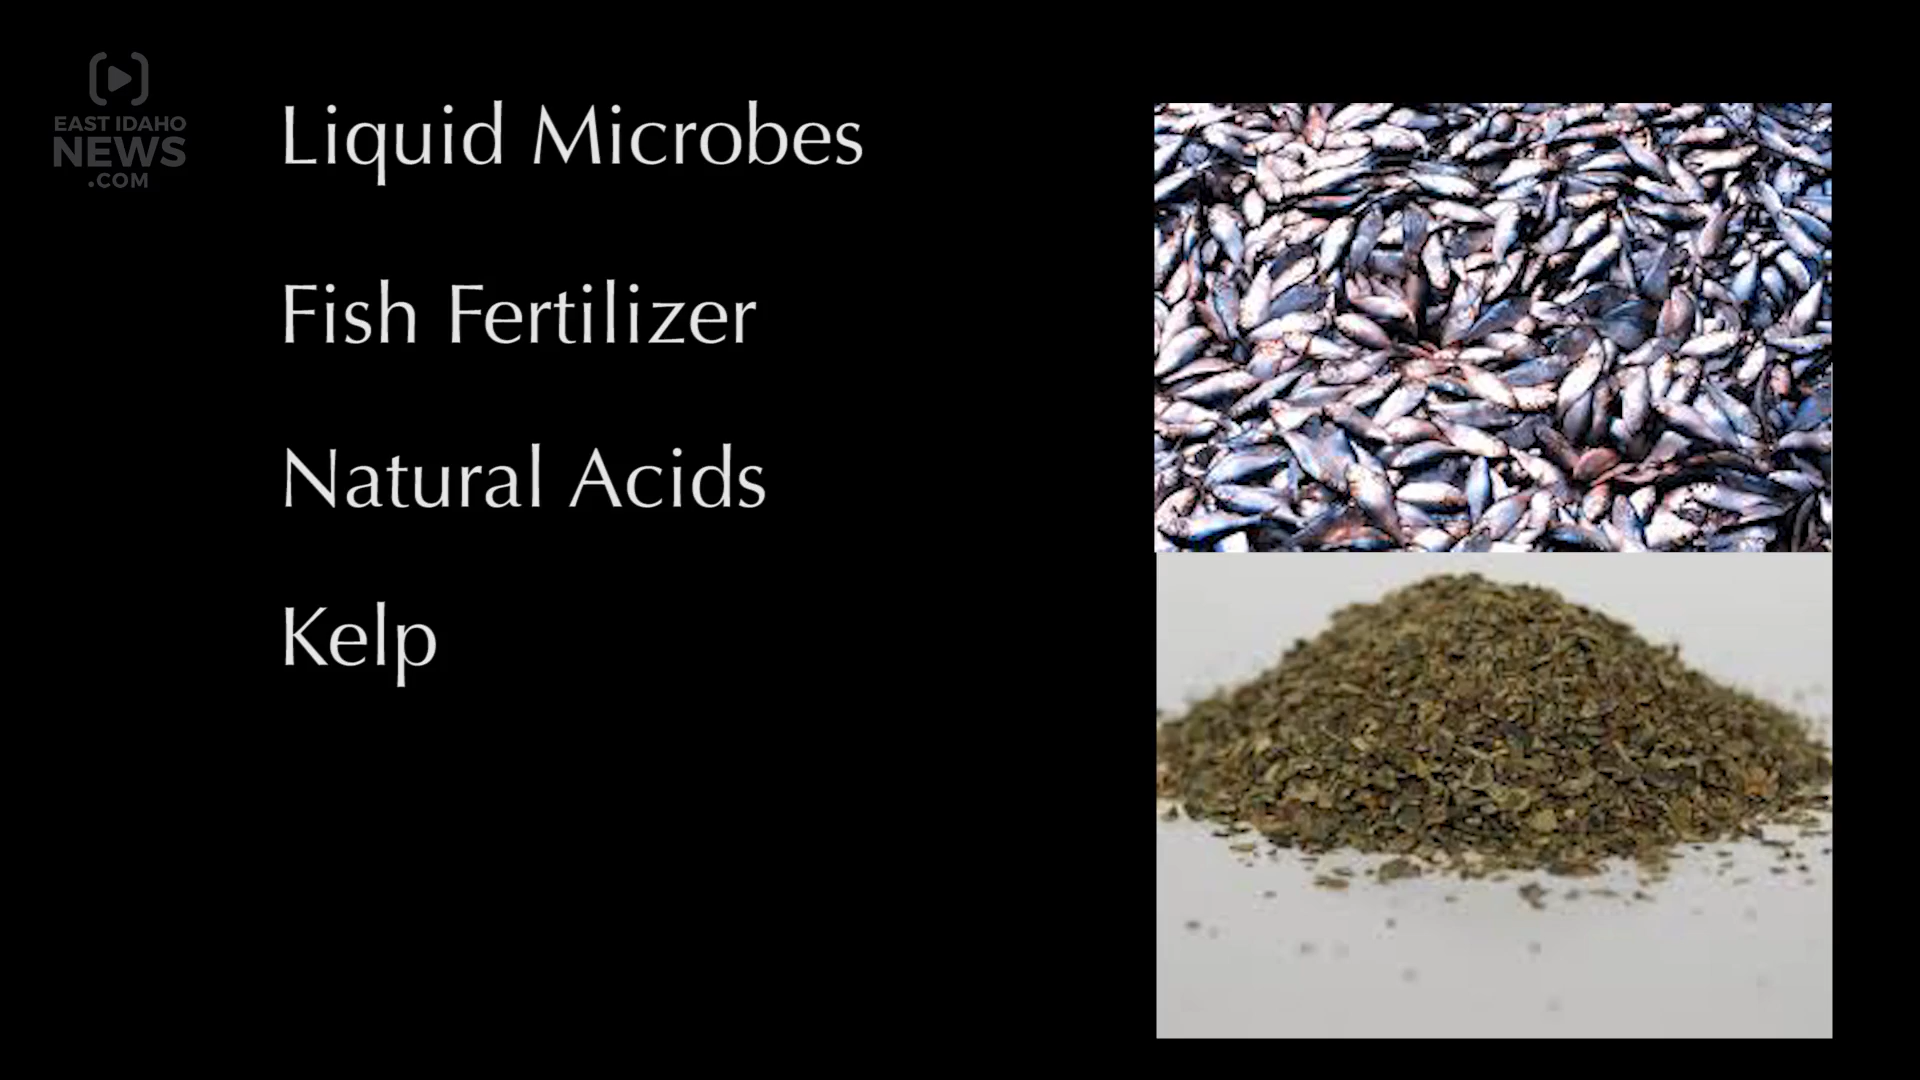 EAST IDAHO
NEWS
.COM
Liquid Microbes
Fish Fertilizer
Natural Acids
Kelp